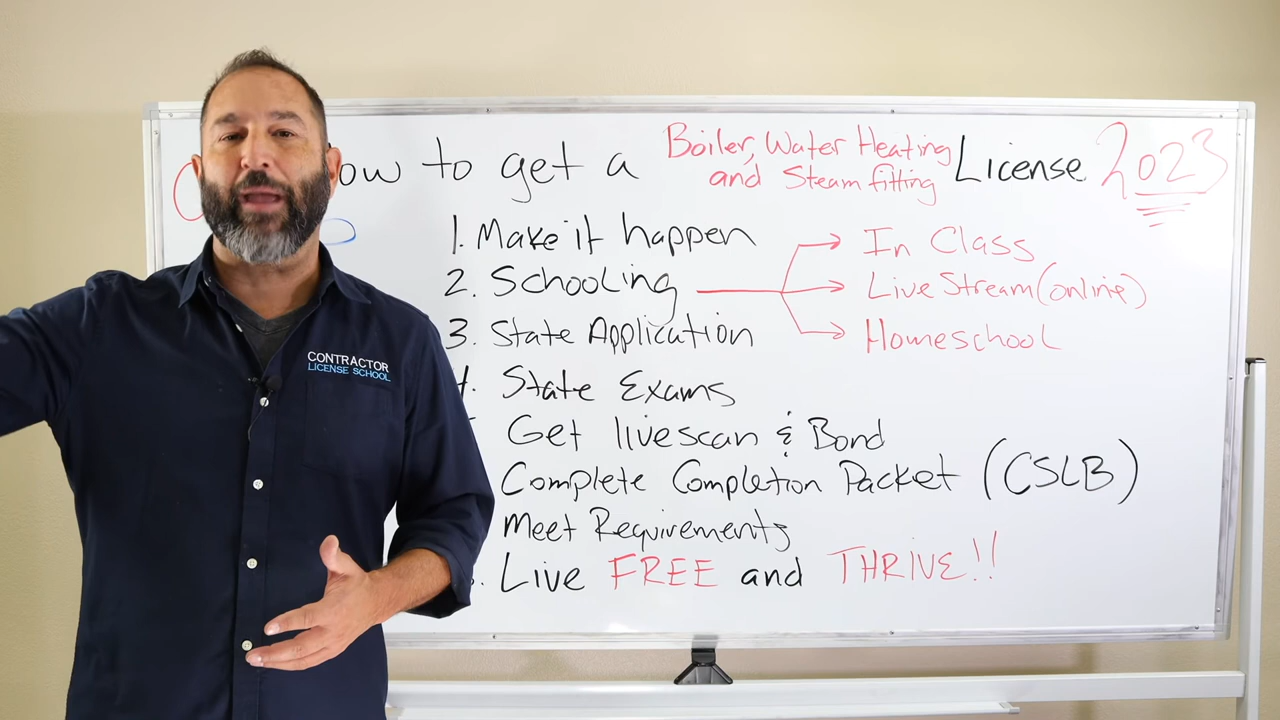 ow to get a Boiler, Water Heating and Steam fitting License 2023
1. Make it happen
In Class
2. Schooling
Live Stream (online)
3. State Application
Homeschool
4. State Exams
Get livescan & Bond
Complete Completion Packet (CSLB)
Meet Requirements
Live FREE and THRIVE!!
CONTRACTOR
LICENSE SCHOOL